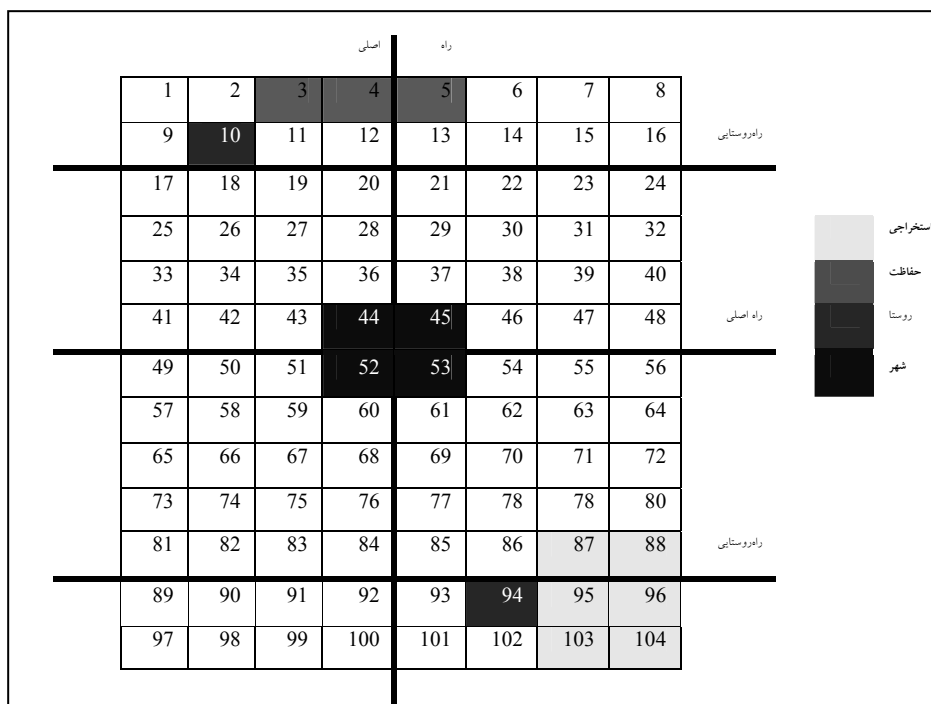 راه اصلی
1 2 3 4 5 6 7 8
9 10 11 12 13 14 15 16 راه‌روستایی
17 18 19 20 21 22 23 24
25 26 27 28 29 30 31 32
استخراجی
33 34 35 36 37 38 39 40
حفاظت
41 42 43 44 45 46 47 48 راه اصلی
روستا
49 50 51 52 53 54 55 56
شهر
57 58 59 60 61 62 63 64
65 66 67 68 69 70 71 72
73 74 75 76 77 78 78 80
81 82 83 84 85 86 87 88 راه‌روستایی
89 90 91 92 93 94 95 96
97 98 99 100 101 102 103 104